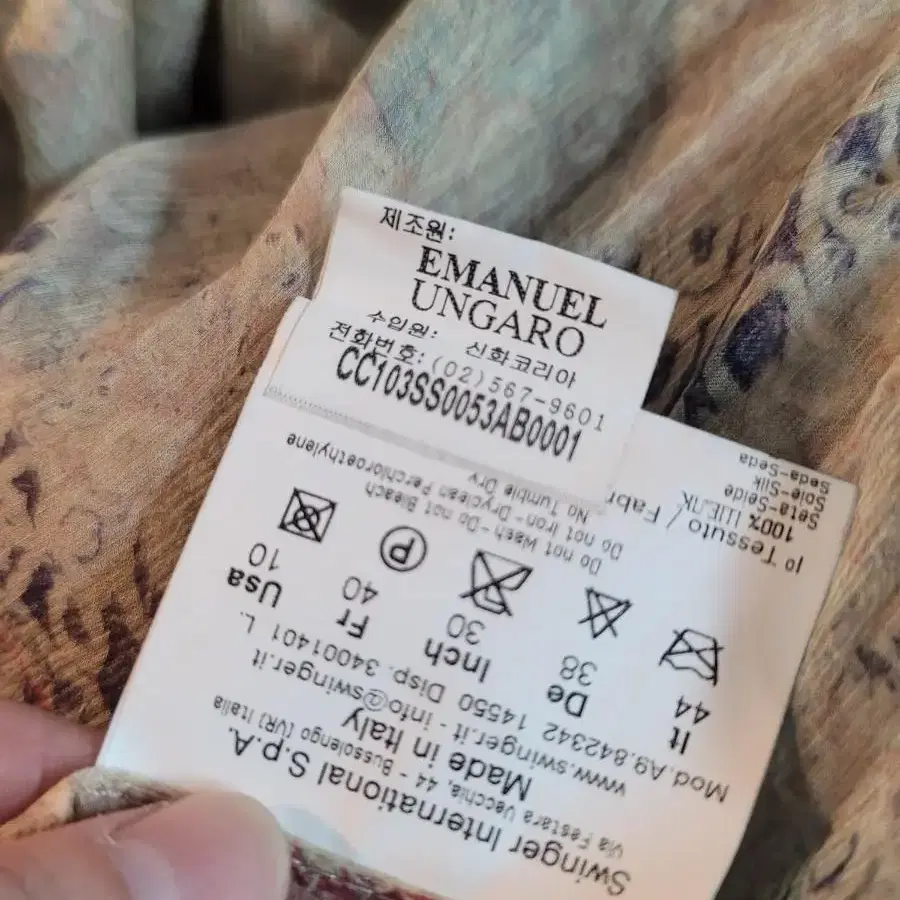 제조원:
EMANUEL
UNGARO
수입원: 신화코리아
전화번호:(02)567-9601
CC103SS0053AB0001
Swinger International S.p.A.
Via Festara Vecchia, 44 - Bussolengo (VR) Italia
Made in Italy
www.swinger.it - info@swinger.it
Mod.A9.842342 14550 Disp. 34001401 L.
It De Inch Fr Usa
44 38 30 40 10
P
Do not Wash - Do not Bleach
Do not Iron - Dryclean Perchloroethylene
No Tumble Dry
1° Tessuto / Fabr
100% ШЕЛК
Seta-Seide
Soie-Silk
Seda-Seda